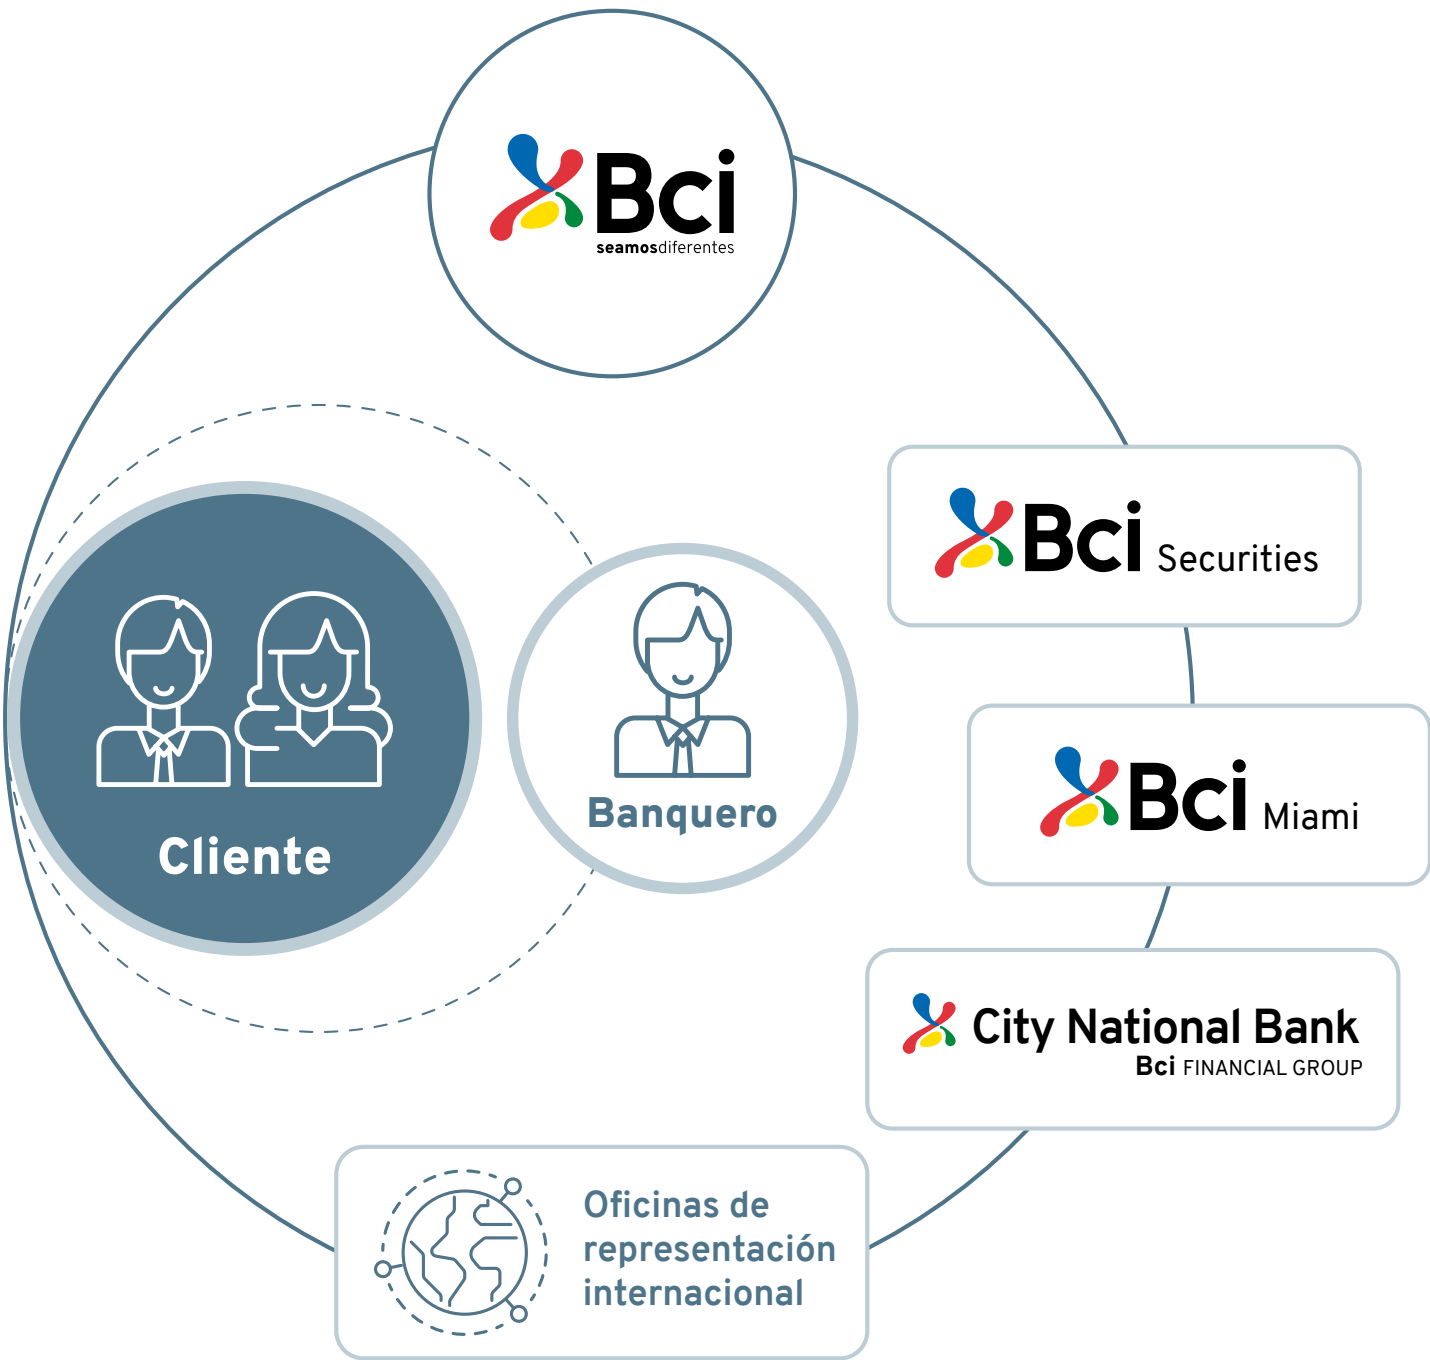 Bci
seamosdiferentes
Bci Securities
Cliente
Banquero
Bci Miami
City National Bank
Bci FINANCIAL GROUP
Oficinas de
representación
internacional